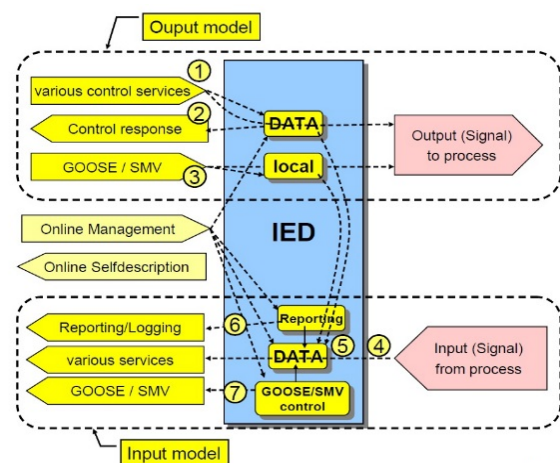 Ouput model
various control services
1
2
Control response
DATA
Output (Signal)
to process
GOOSE / SMV
3
local
Online Management
IED
Online Selfdescription
Reporting
Reporting/Logging
6
various services
DATA
5
4
Input (Signal)
from process
GOOSE / SMV
7
GOOSE/SMV
control
Input model